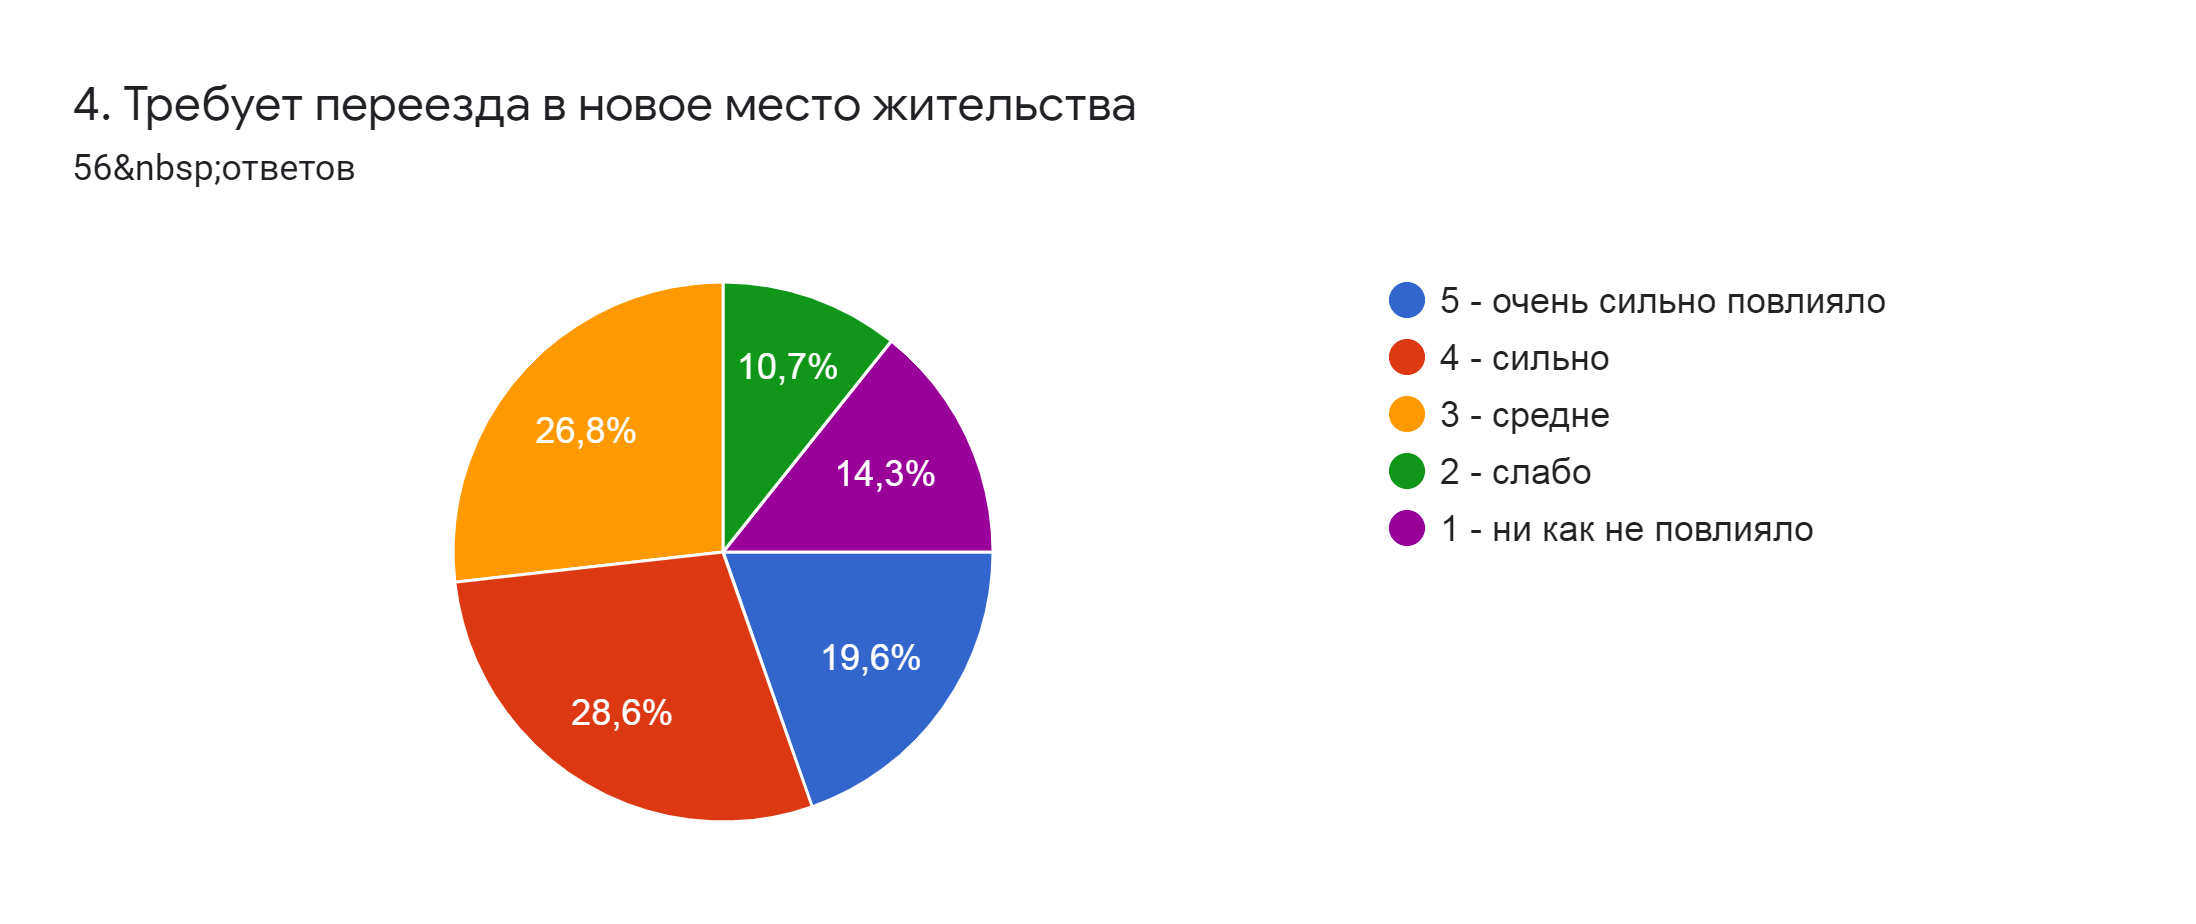 4. Требует переезда в новое место жительства
56&nbsp;ответов
10,7%
26,8%
14,3%
19,6%
28,6%
5 - очень сильно повлияло
4 - сильно
3 - средне
2 - слабо
1 - ни как не повлияло